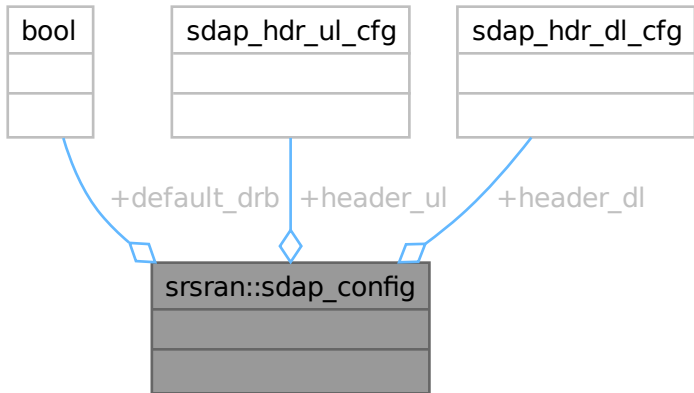 bool
sdap_hdr_ul_cfg
sdap_hdr_dl_cfg
+default_drb
+header_ul
+header_dl
srsran::sdap_config